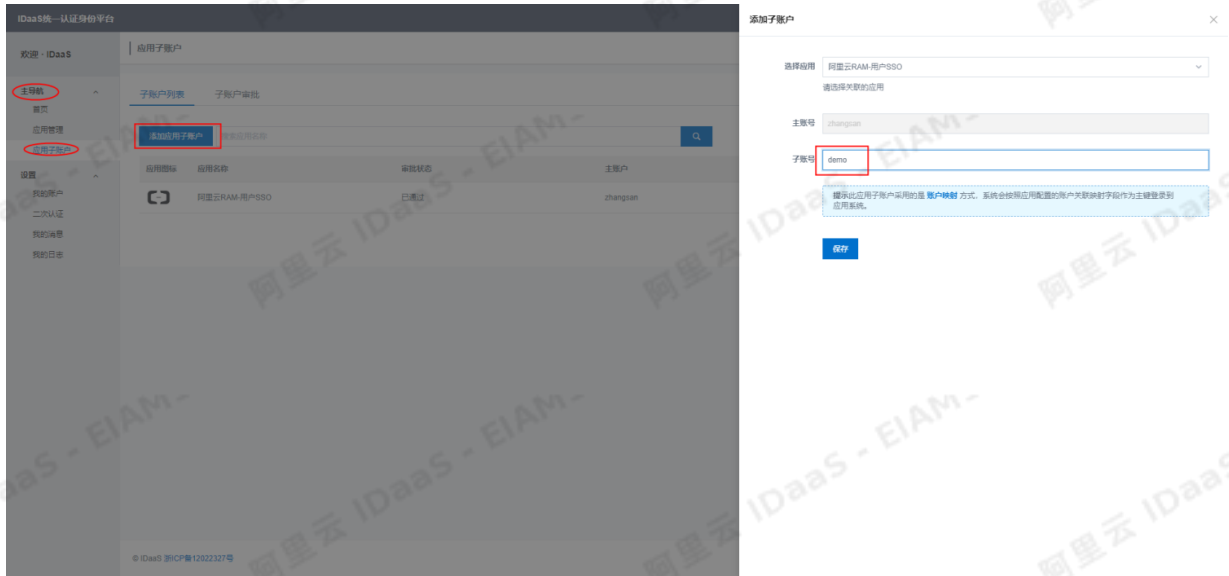 IDaaS统一认证身份平台
欢迎 - IDaaS
主导航
首页
应用管理
应用子账户
设置
我的账户
二次认证
我的消息
我的日志
应用子账户
子账户列表 子账户审批
添加应用子账户 搜索应用名称
应用图标 应用名称 审批状态 主账户
阿里云RAM-用户SSO 已通过 zhangsan
© IDaaS 浙ICP备12022327号
添加子账户
选择应用 阿里云RAM-用户SSO
请选择关联的应用
主账号 zhangsan
子账号 demo
提示此应用子账户采用的是 账户映射 方式，系统会按照应用配置的账户关联映射字段作为主键登录到
应用系统。
保存
阿里云 IDaaS - EIAM-